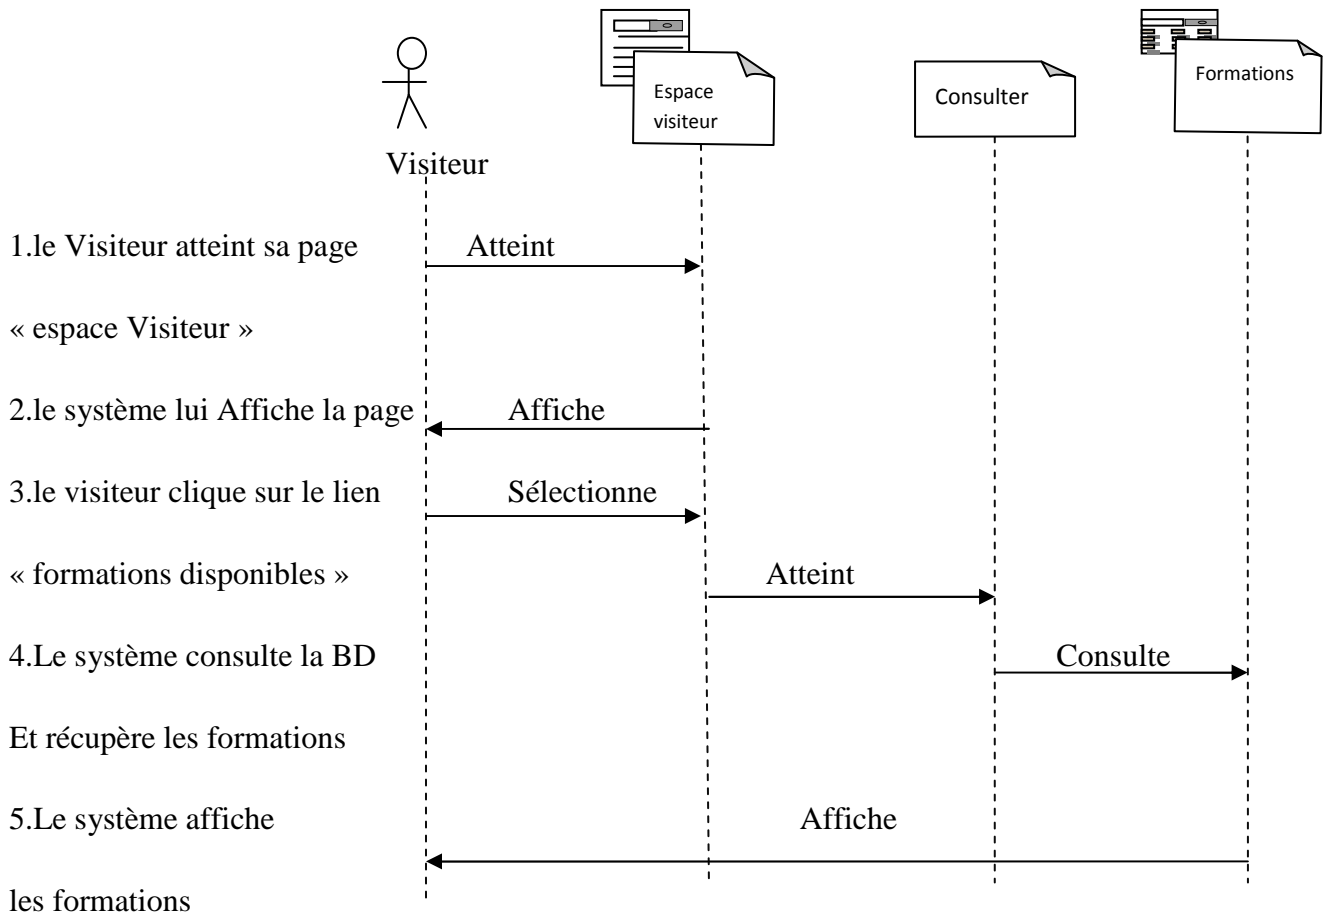 Espace
visiteur
Consulter
Formations
Visiteur
1.le Visiteur atteint sa page
Atteint
« espace Visiteur »
2.le système lui Affiche la page
Affiche
3.le visiteur clique sur le lien
Sélectionne
« formations disponibles »
Atteint
4.Le système consulte la BD
Consulte
Et récupère les formations
5.Le système affiche
Affiche
les formations